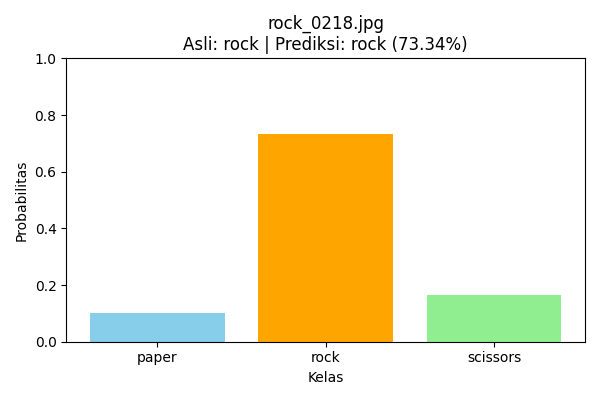 rock_0218.jpg
Asli: rock | Prediksi: rock (73.34%)
1.0
0.8
0.6
0.4
0.2
0.0
Probabilitas
paper rock scissors
Kelas